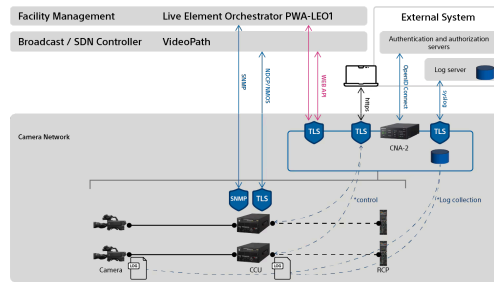 Facility Management
Live Element Orchestrator PWA-LEO1
External System
Authentication and authorization
servers
Broadcast / SDN Controller
VideoPath
Log server
SNMP
NDCP/NMOS
WEB API
https
OpenID Connect
syslog
TLS
TLS
TLS
CNA-2
Camera Network
SNMP
TLS
*control
*Log collection
LOG
LOG
Camera
CCU
RCP